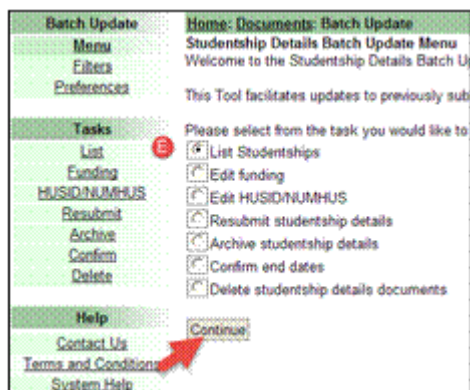 Batch Update
Menu
Filters
Preferences
Tasks
List
Funding
HUSID/NUMHUS
Resubmit
Archive
Confirm
Delete
Help
Contact Us
Terms and Conditions
System Help
Home: Documents: Batch Update
Studentship Details Batch Update Menu
Welcome to the Studentship Details Batch U
This Tool facilitates updates to previously sub
Please select from the task you would like to
E
List Studentships
Edit funding
Edit HUSID/NUMHUS
Resubmit studentship details
Archive studentship details
Confirm end dates
Delete studentship details documents
Continue